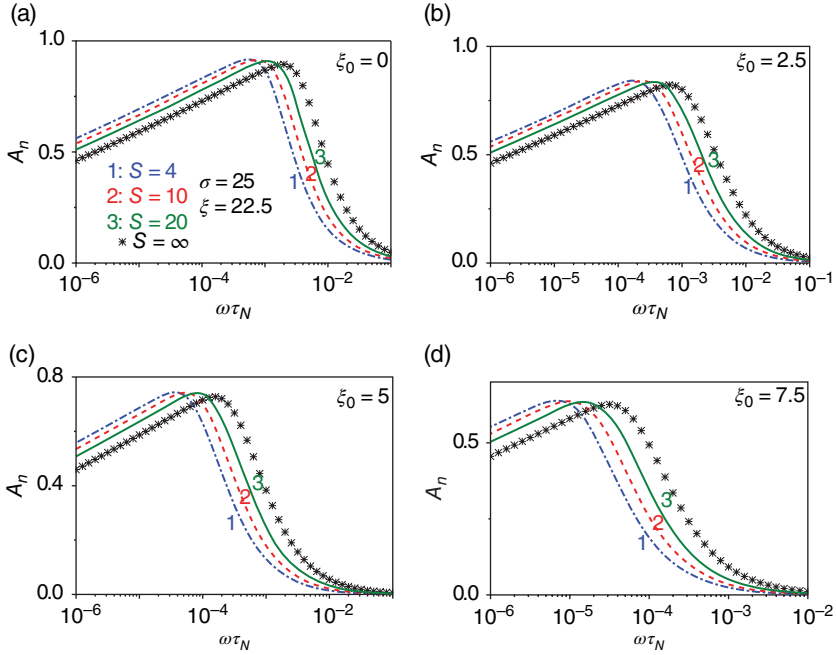 (a)
1.0
ξ₀ = 0
Aₙ
0.5
1: S = 4
2: S = 10
3: S = 20
* S = ∞
σ = 25
ξ = 22.5
1
2
3
0.0
10⁻⁶
10⁻⁴
10⁻²
ωτ_N
(b)
1.0
ξ₀ = 2.5
Aₙ
0.5
1
2
3
0.0
10⁻⁶
10⁻⁵
10⁻⁴
10⁻³
10⁻²
10⁻¹
ωτ_N
(c)
0.8
ξ₀ = 5
Aₙ
0.4
1
2
3
0.0
10⁻⁶
10⁻⁴
10⁻²
ωτ_N
(d)
ξ₀ = 7.5
Aₙ
0.5
1
2
3
0.0
10⁻⁶
10⁻⁵
10⁻⁴
10⁻³
10⁻²
ωτ_N